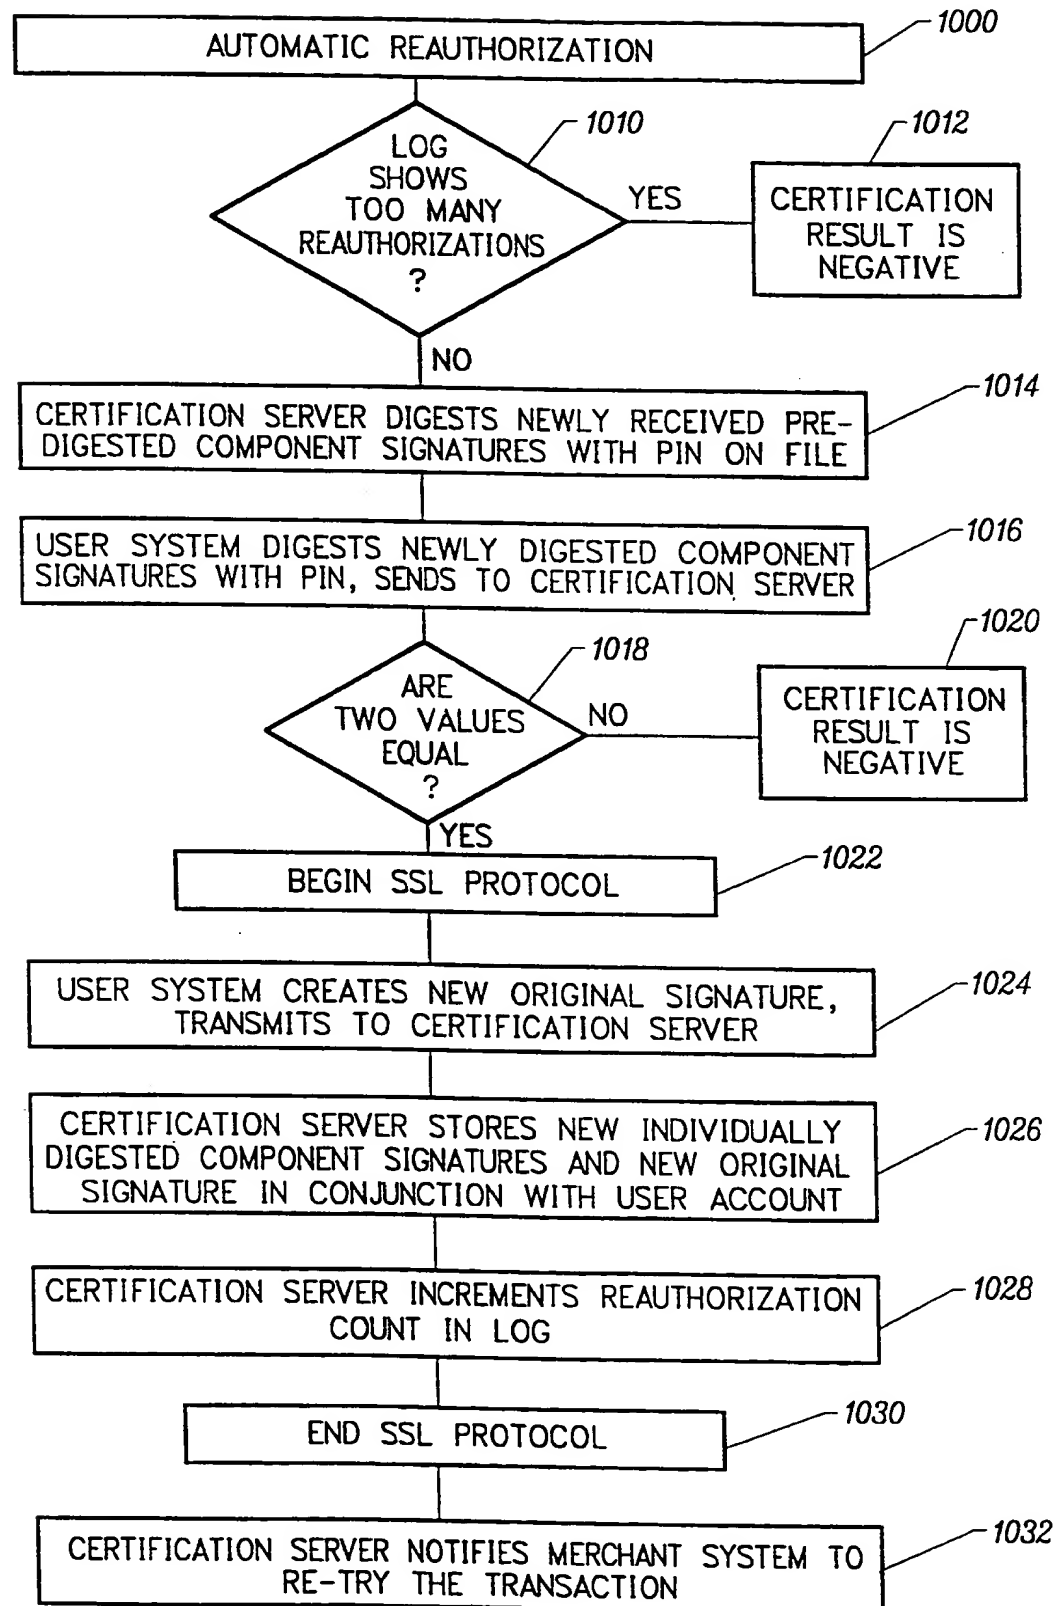 1000
AUTOMATIC REAUTHORIZATION
1010
LOG
SHOWS
TOO MANY
REAUTHORIZATIONS
?
YES
1012
CERTIFICATION
RESULT IS
NEGATIVE
NO
1014
CERTIFICATION SERVER DIGESTS NEWLY RECEIVED PRE-
DIGESTED COMPONENT SIGNATURES WITH PIN ON FILE
1016
USER SYSTEM DIGESTS NEWLY DIGESTED COMPONENT
SIGNATURES WITH PIN, SENDS TO CERTIFICATION SERVER
1018
ARE
TWO VALUES
EQUAL
?
NO
1020
CERTIFICATION
RESULT IS
NEGATIVE
YES
1022
BEGIN SSL PROTOCOL
1024
USER SYSTEM CREATES NEW ORIGINAL SIGNATURE,
TRANSMITS TO CERTIFICATION SERVER
1026
CERTIFICATION SERVER STORES NEW INDIVIDUALLY
DIGESTED COMPONENT SIGNATURES AND NEW ORIGINAL
SIGNATURE IN CONJUNCTION WITH USER ACCOUNT
1028
CERTIFICATION SERVER INCREMENTS REAUTHORIZATION
COUNT IN LOG
1030
END SSL PROTOCOL
1032
CERTIFICATION SERVER NOTIFIES MERCHANT SYSTEM TO
RE-TRY THE TRANSACTION